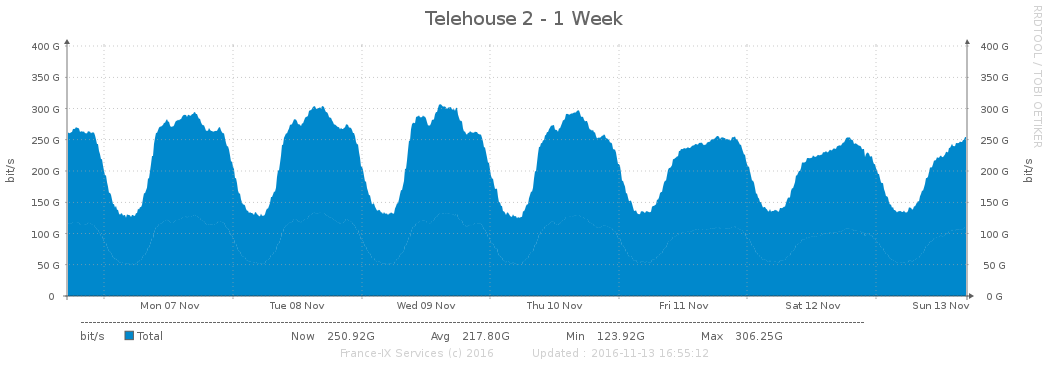 Telehouse 2 - 1 Week
RRDTOOL / TOBI OETIKER
400 G 400 G
350 G 350 G
300 G 300 G
250 G 250 G
200 G 200 G
150 G 150 G
100 G 100 G
50 G 50 G
0 0 G
bit/s bit/s
Mon 07 Nov Tue 08 Nov Wed 09 Nov Thu 10 Nov Fri 11 Nov Sat 12 Nov Sun 13 Nov
bit/s Total Now 250.92G Avg 217.80G Min 123.92G Max 306.25G
France-IX Services (c) 2016 Updated : 2016-11-13 16:55:12